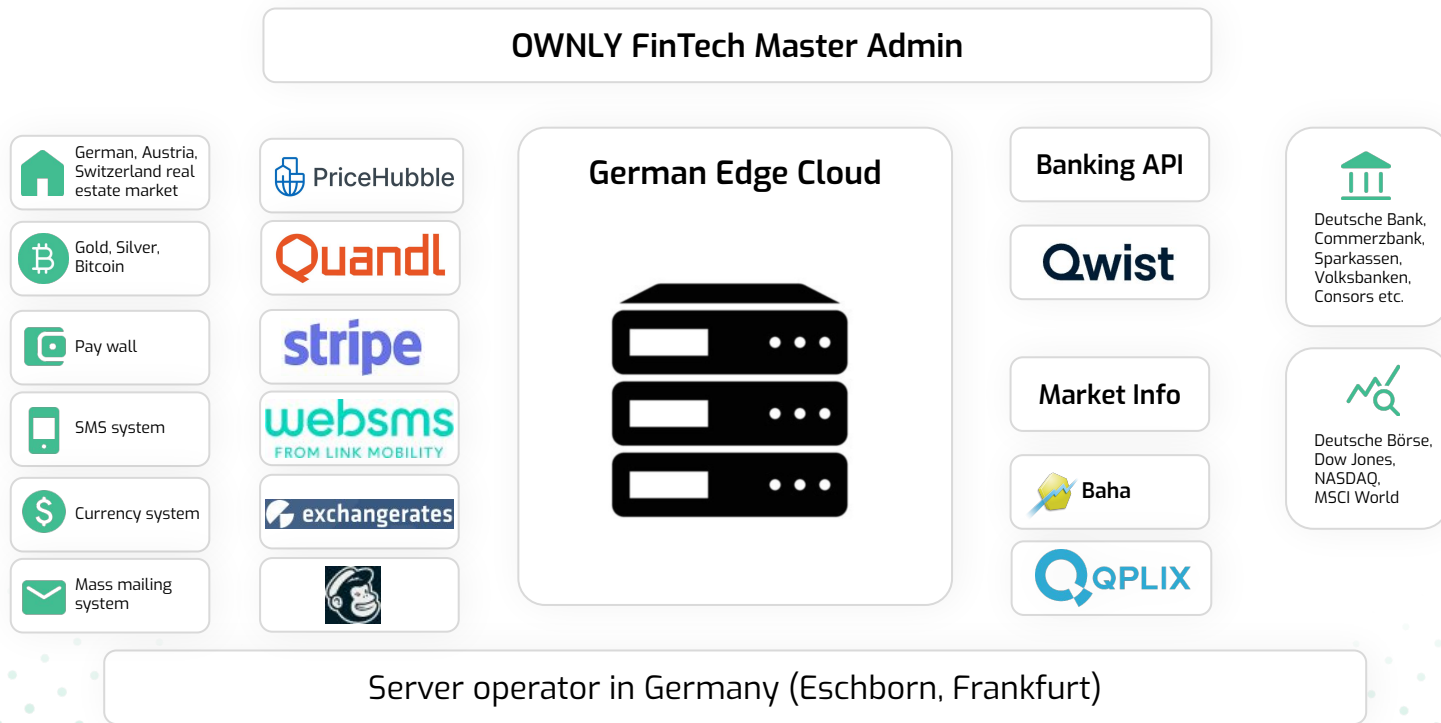 OWNLY FinTech Master Admin
German, Austria,
Switzerland real
estate market
Gold, Silver,
Bitcoin
Pay wall
SMS system
Currency system
Mass mailing
system
PriceHubble
Quandl
stripe
websms
FROM LINK MOBILITY
exchangerates
German Edge Cloud
Banking API
Qwist
Market Info
Baha
QPLIX
Deutsche Bank,
Commerzbank,
Sparkassen,
Volksbanken,
Consors etc.
Deutsche Börse,
Dow Jones,
NASDAQ,
MSCI World
Server operator in Germany (Eschborn, Frankfurt)